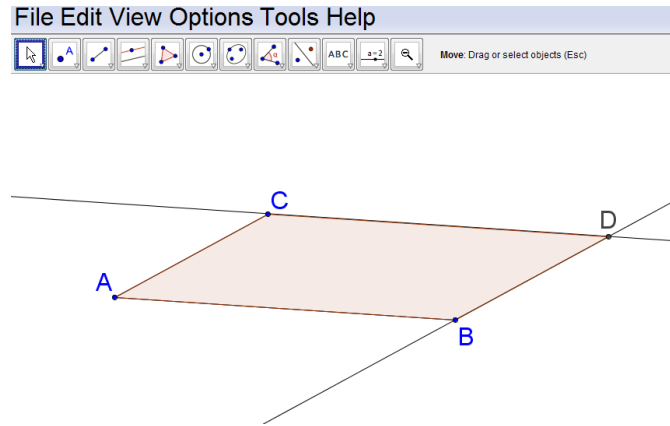 File Edit View Options Tools Help
A α ABC a = 2 Move: Drag or select objects (Esc)
C
D
A
B